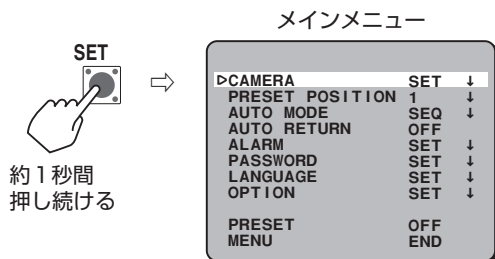 メインメニュー
SET
約1秒間
押し続ける
▷CAMERA SET ↓
PRESET POSITION 1 ↓
AUTO MODE SEQ ↓
AUTO RETURN OFF
ALARM SET ↓
PASSWORD SET ↓
LANGUAGE SET ↓
OPTION SET ↓
PRESET OFF
MENU END